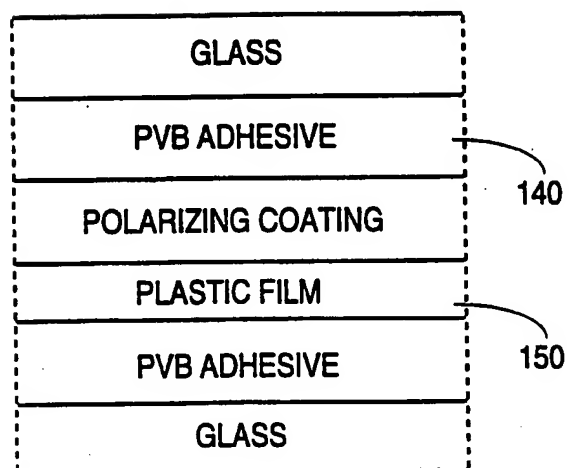 GLASS
PVB ADHESIVE
140
POLARIZING COATING
PLASTIC FILM
150
PVB ADHESIVE
GLASS